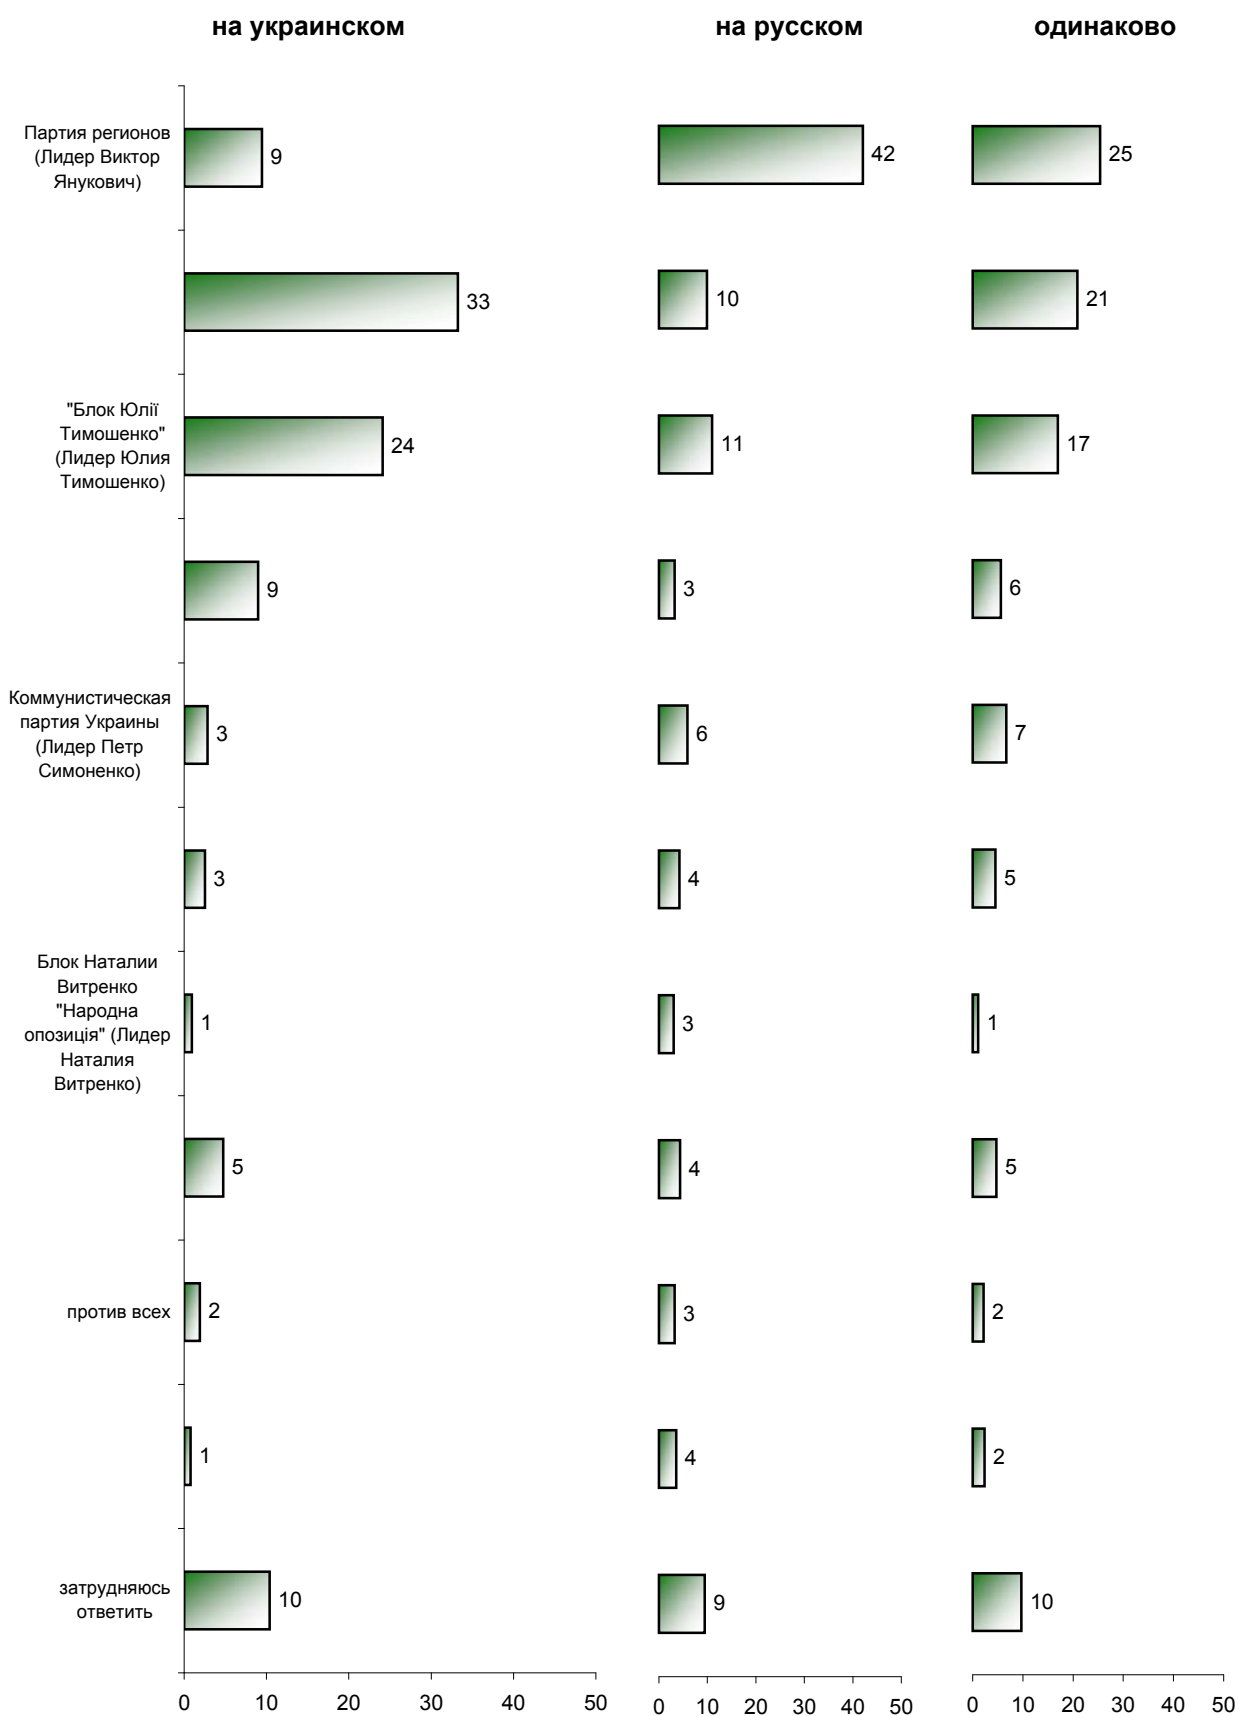 на украинском
на русском
одинаково
Партия регионов
(Лидер Виктор
Янукович)
9
42
25
33
10
21
"Блок Юлії
Тимошенко"
(Лидер Юлия
Тимошенко)
24
11
17
9
3
6
Коммунистическая
партия Украины
(Лидер Петр
Симоненко)
3
6
7
3
4
5
Блок Наталии
Витренко
"Народна
опозиція" (Лидер
Наталия
Витренко)
1
3
1
5
4
5
против всех
2
3
2
1
4
2
затрудняюсь
ответить
10
9
10
0 10 20 30 40 50
0 10 20 30 40 50
0 10 20 30 40 50